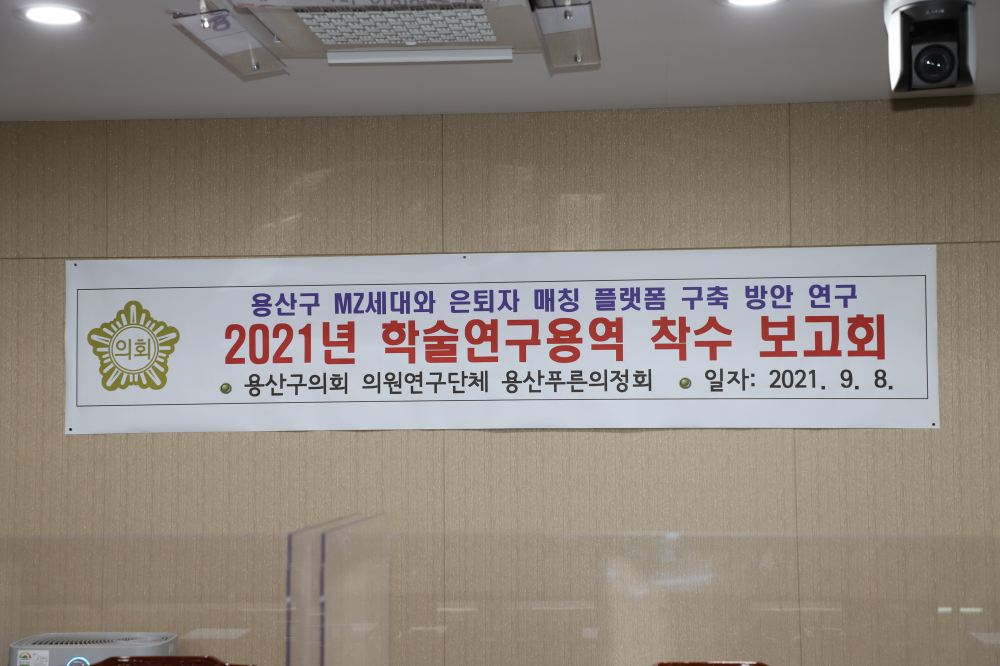 용산구 MZ세대와 은퇴자 매칭 플랫폼 구축 방안 연구
2021년 학술연구용역 착수 보고회
의회
용산구의회 의원연구단체 용산푸른의정회 일자: 2021. 9. 8.